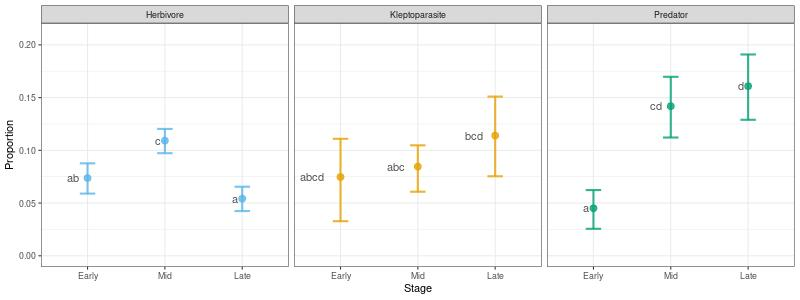 Herbivore Kleptoparasite Predator
0.20
0.15
0.10
0.05
0.00
Proportion
ab c a
abcd abc bcd
a cd d
Early Mid Late Early Mid Late Early Mid Late
Stage